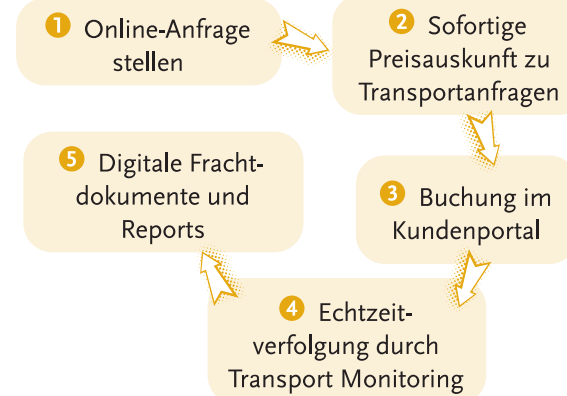 1 Online-Anfrage
stellen
2 Sofortige
Preisauskunft zu
Transportanfragen
3 Buchung im
Kundenportal
4 Echtzeit-
verfolgung durch
Transport Monitoring
5 Digitale Fracht-
dokumente und
Reports